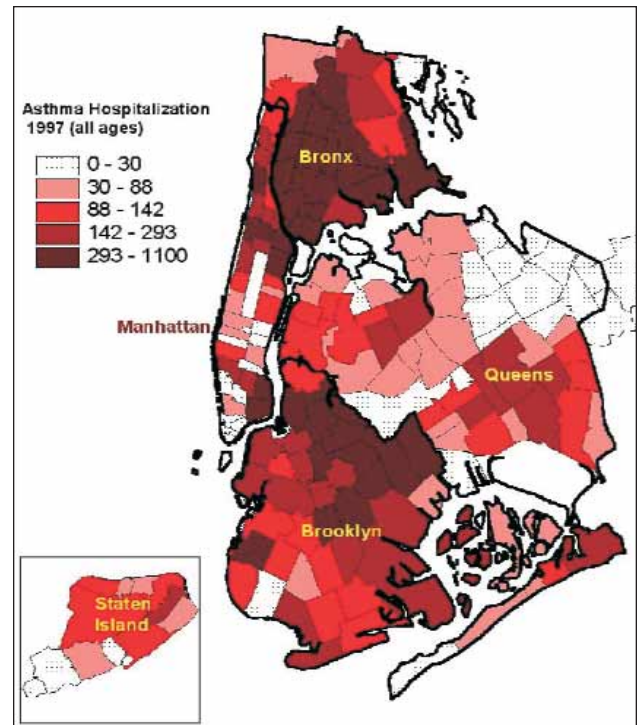 Asthma Hospitalization
1997 (all ages)
0 - 30
30 - 88
88 - 142
142 - 293
293 - 1100
Bronx
Manhattan
Queens
Brooklyn
Staten
Island